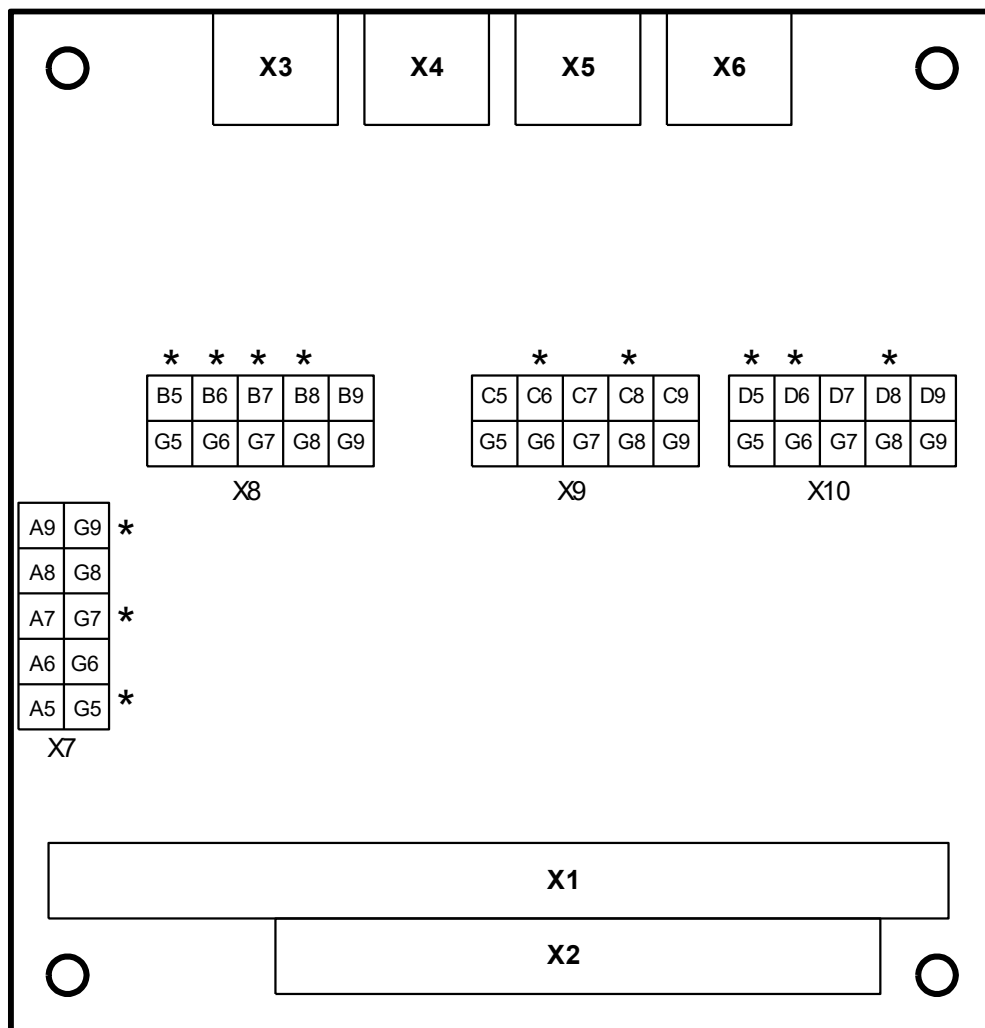 X3 X4 X5 X6
* * * *
* *
* * *
B5 B6 B7 B8 B9
G5 G6 G7 G8 G9
X8
C5 C6 C7 C8 C9
G5 G6 G7 G8 G9
X9
D5 D6 D7 D8 D9
G5 G6 G7 G8 G9
X10
A9 G9 *
A8 G8
A7 G7 *
A6 G6
A5 G5 *
X7
X1
X2